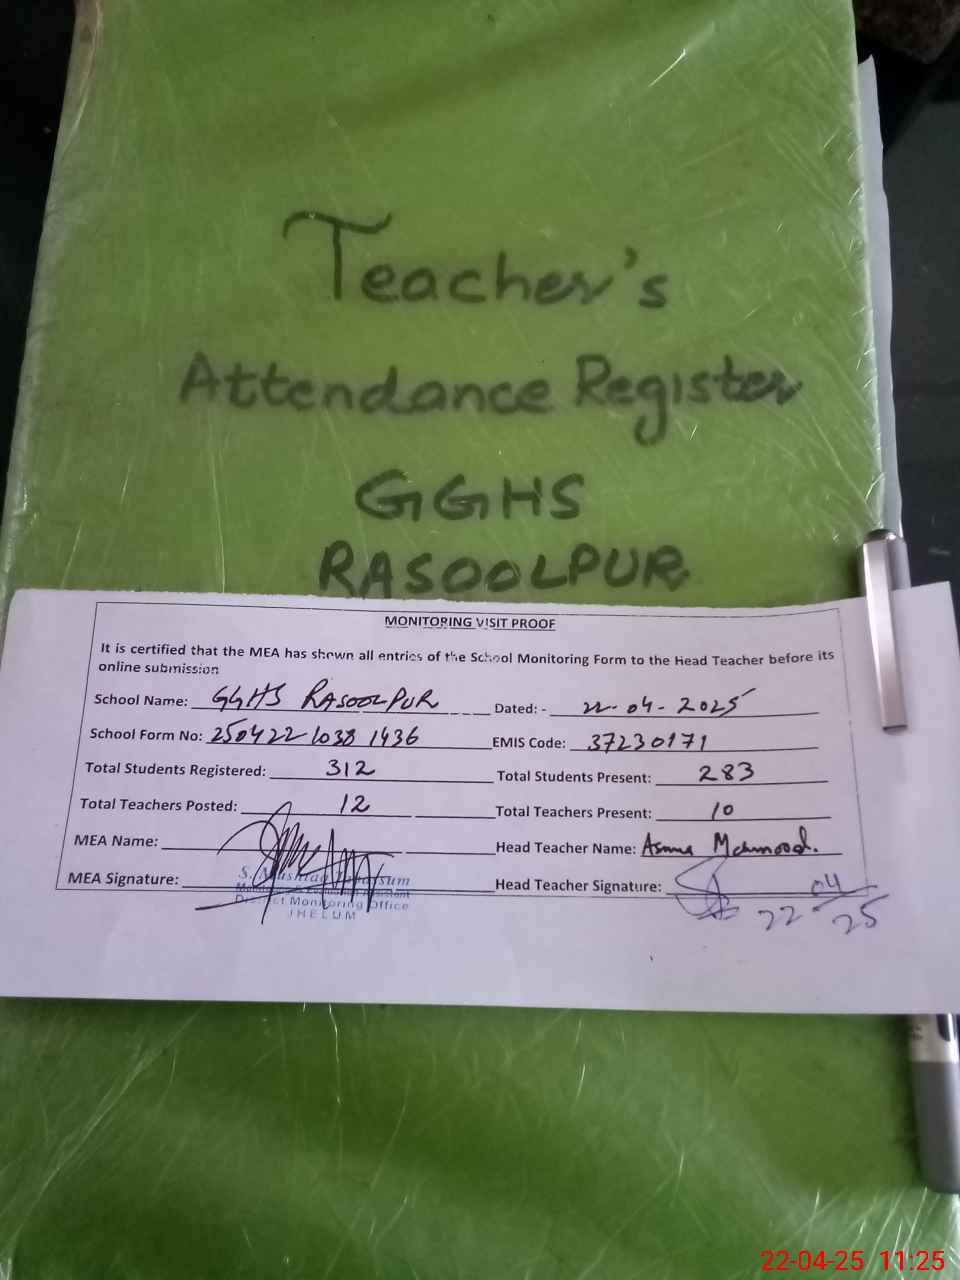 Teacher's
Attendance Register
GGHS
RASOOLPUR
MONITORING VISIT PROOF
It is certified that the MEA has shown all entries of the School Monitoring Form to the Head Teacher before its
online submission
School Name: GGHS RASOOLPUR Dated: - 22-04-2025
School Form No: 250422 1038 1436 EMIS Code: 37230171
Total Students Registered: 312 Total Students Present: 283
Total Teachers Posted: 12 Total Teachers Present: 10
MEA Name: Head Teacher Name: Asma Mehmood.
MEA Signature: Head Teacher Signature:
22 04 25
S. Mushtaq
District Monitoring Office
JHELUM
22-04-25 11:25